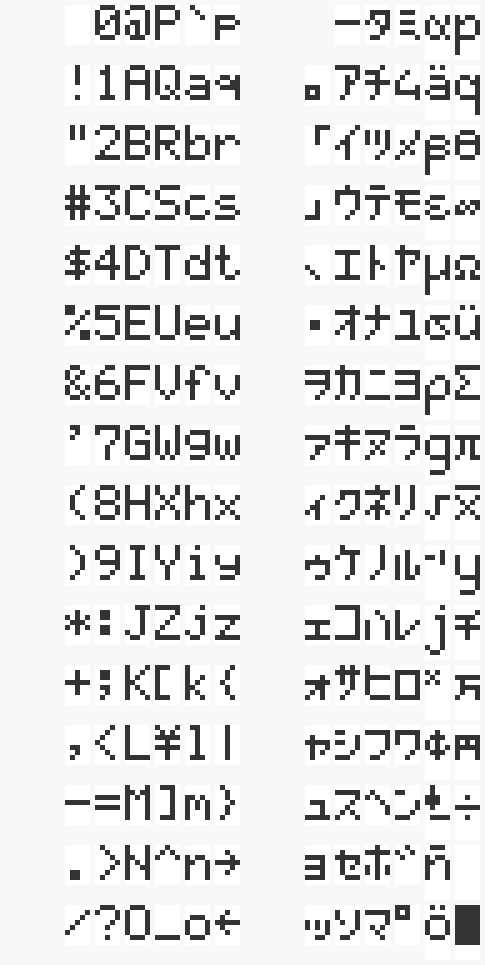 0@P`p ータミαp
!1AQaq 。アチムäq
"2BRbr 「イツメβθ
#3CScs 」ウテモε∞
$4DTdt 、エトヤμΩ
%5EUeu ・オナユσü
&6FVfv ヲカニヨρΣ
'7GWgw ァキヌラgπ
(8HXhx ィクネリ√x̄
)9IYiy ゥケノル⁻¹y
*:JZjz ェコハレj千
+;K[k{ ォサヒロˣ万
,<L¥l| ャシフワ¢円
-=M]m} ュスヘン÷
.>N^n→ ョセホ゛ñ
/?O_o← ッソマ゜ö█